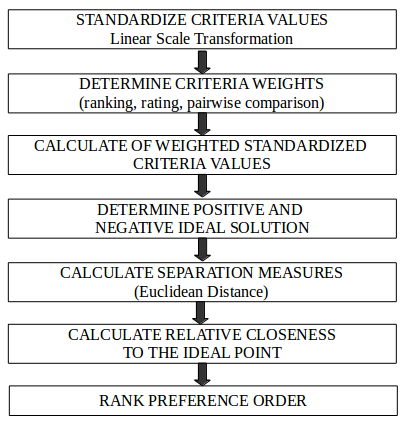 STANDARDIZE CRITERIA VALUES
Linear Scale Transformation
DETERMINE CRITERIA WEIGHTS
(ranking, rating, pairwise comparison)
CALCULATE OF WEIGHTED STANDARDIZED
CRITERIA VALUES
DETERMINE POSITIVE AND
NEGATIVE IDEAL SOLUTION
CALCULATE SEPARATION MEASURES
(Euclidean Distance)
CALCULATE RELATIVE CLOSENESS
TO THE IDEAL POINT
RANK PREFERENCE ORDER